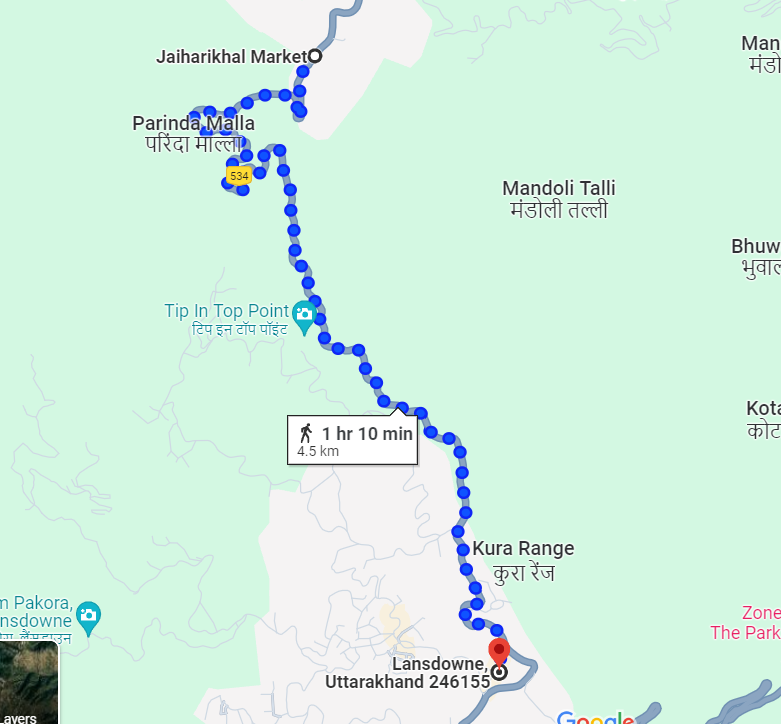 Jaiharikhal Market
Man
मंडो
Parinda Malla
परिंदा माल्ला
534
Mandoli Talli
मंडोली तल्ली
Bhuw
भुवाल
Tip In Top Point
टिप इन टॉप पॉइंट
Kota
कोट
1 hr 10 min
4.5 km
Kura Range
कुरा रेंज
m Pakora,
nsdowne
लैंसडाउन
Zone
The Park
Lansdowne,
Uttarakhand 246155
ayers
Google